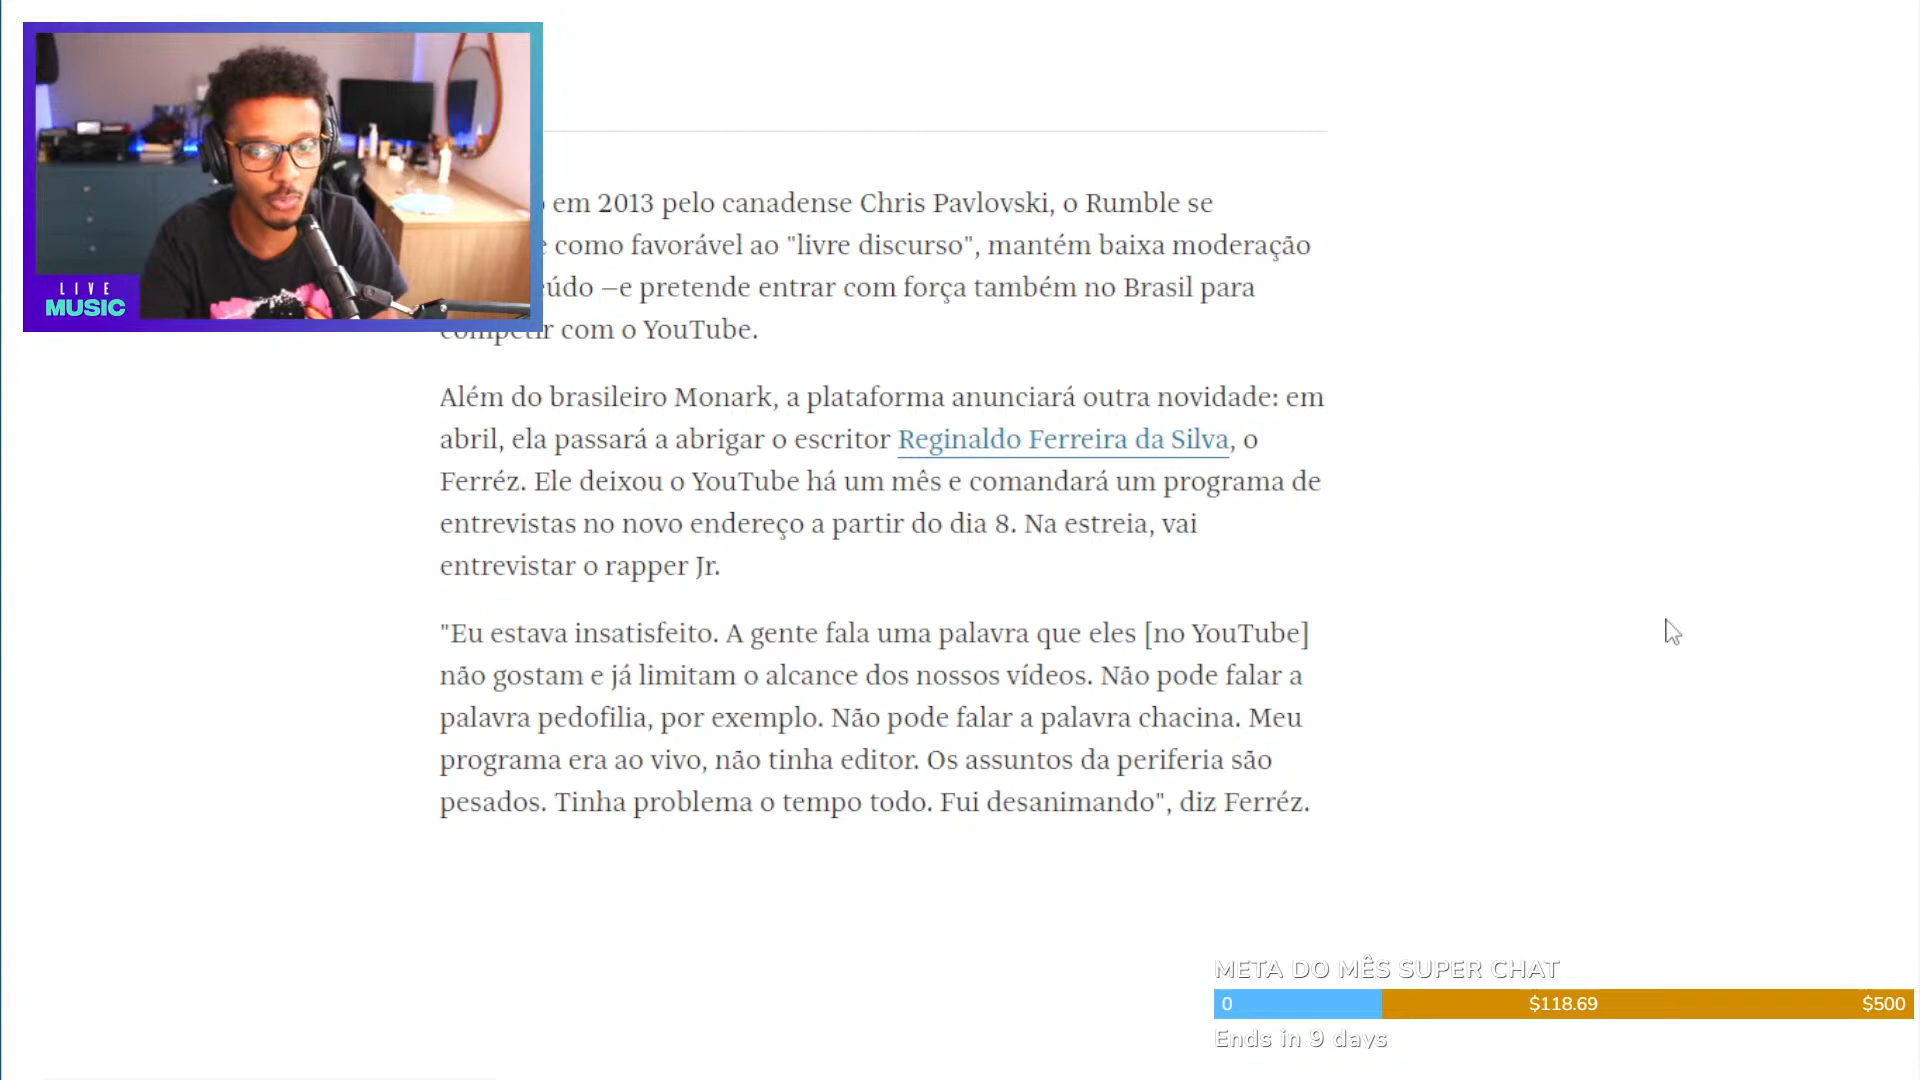 LIVE
MUSIC
em 2013 pelo canadense Chris Pavlovski, o Rumble se
como favorável ao "livre discurso", mantém baixa moderação
—e pretende entrar com força também no Brasil para
competir com o YouTube.
Além do brasileiro Monark, a plataforma anunciará outra novidade: em
abril, ela passará a abrigar o escritor Reginaldo Ferreira da Silva, o
Ferréz. Ele deixou o YouTube há um mês e comandará um programa de
entrevistas no novo endereço a partir do dia 8. Na estreia, vai
entrevistar o rapper Jr.
"Eu estava insatisfeito. A gente fala uma palavra que eles [no YouTube]
não gostam e já limitam o alcance dos nossos vídeos. Não pode falar a
palavra pedofilia, por exemplo. Não pode falar a palavra chacina. Meu
programa era ao vivo, não tinha editor. Os assuntos da periferia são
pesados. Tinha problema o tempo todo. Fui desanimando", diz Ferréz.
META DO MÊS SUPER CHAT
0 $118.69 $500
Ends in 9 days